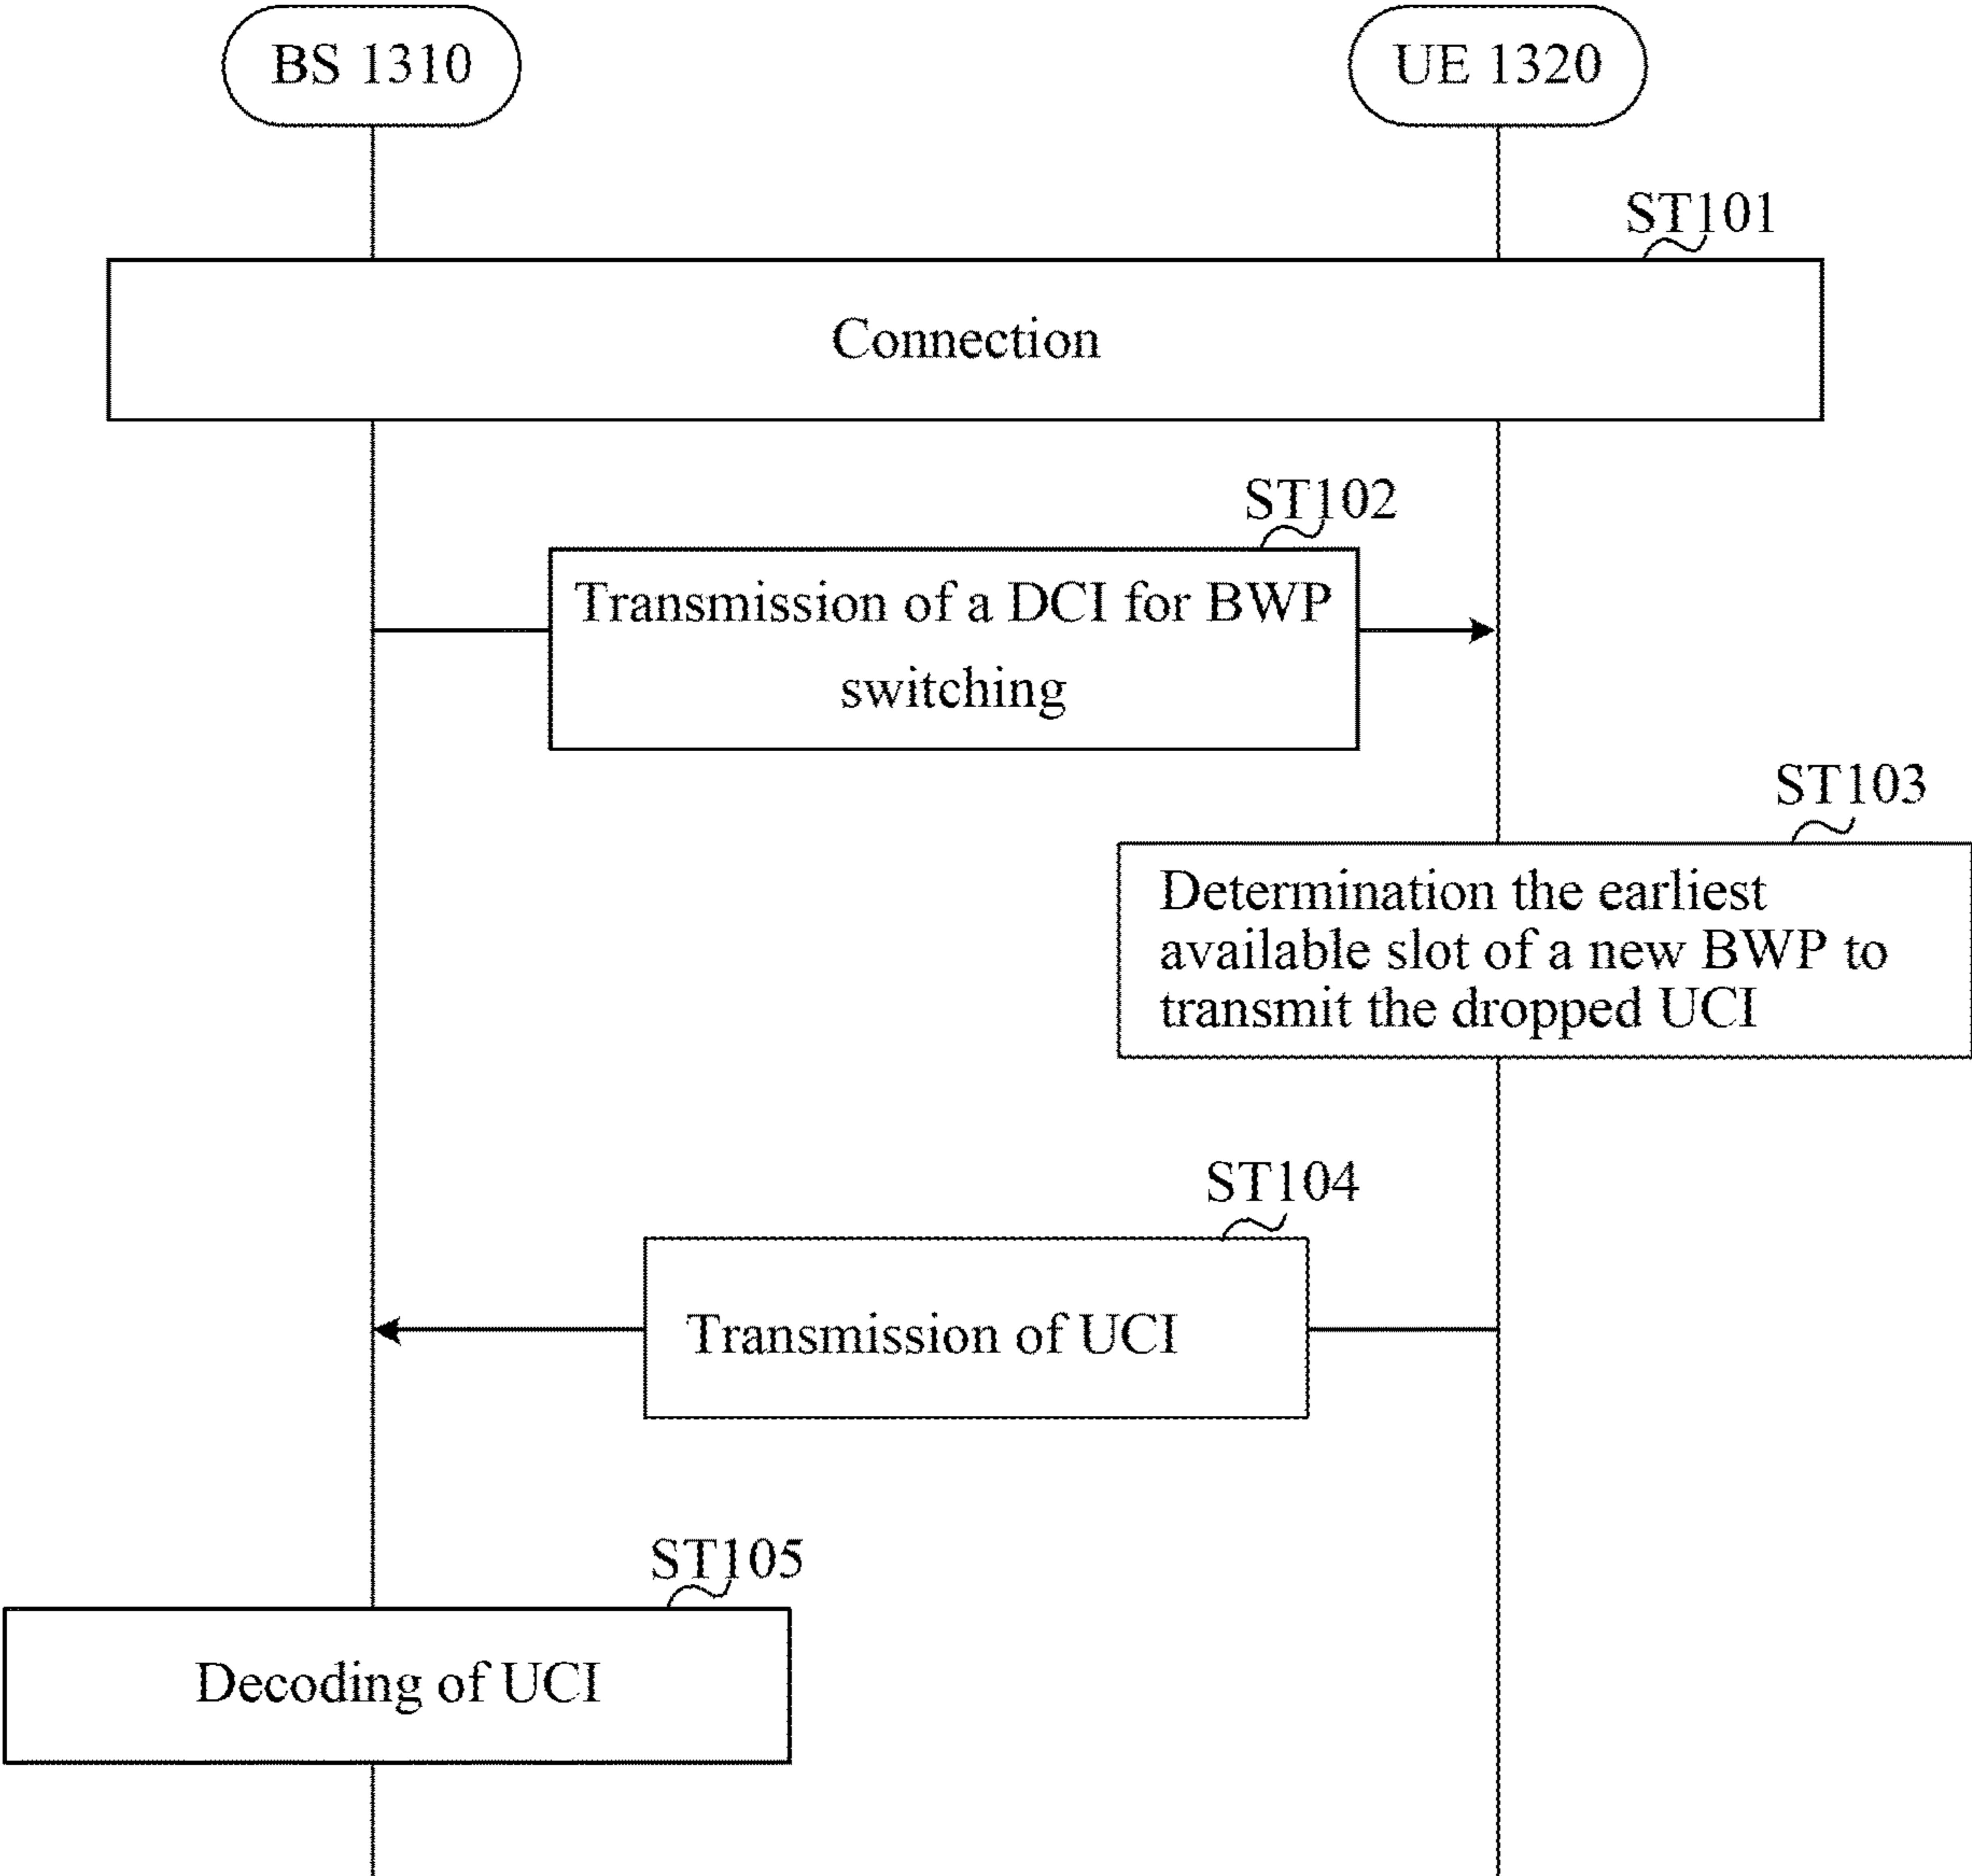 BS 1310
UE 1320
ST101
Connection
ST102
Transmission of a DCI for BWP
switching
ST103
Determination the earliest
available slot of a new BWP to
transmit the dropped UCI
ST104
Transmission of UCI
ST105
Decoding of UCI